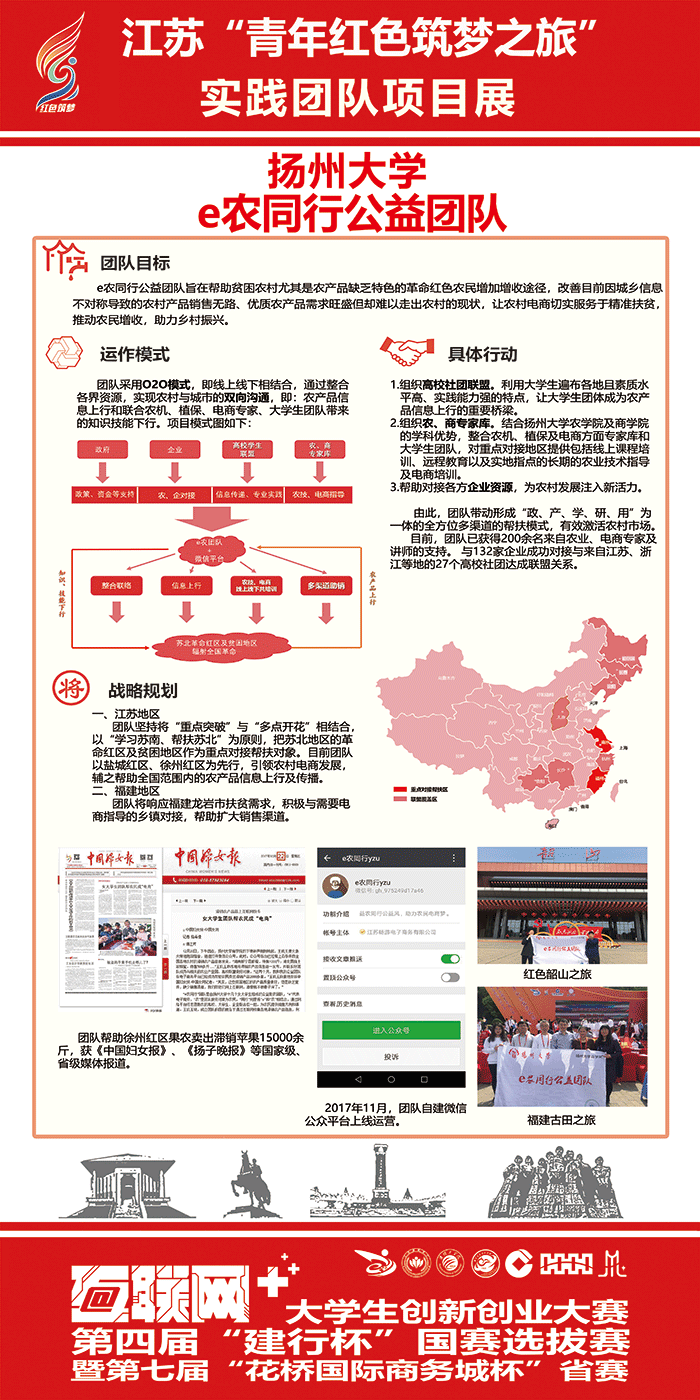 红色筑梦
江苏“青年红色筑梦之旅”
实践团队项目展
扬州大学
e农同行公益团队
团队目标
e农同行公益团队旨在帮助贫困农村尤其是农产品缺乏特色的革命红色农民增加增收途径，改善目前因城乡信息
不对称导致的农村产品销售无路、优质农产品需求旺盛但却难以走出农村的现状，让农村电商切实服务于精准扶贫，
推动农民增收，助力乡村振兴。
运作模式
团队采用O2O模式，即线上线下相结合，通过整合
各界资源，实现农村与城市的双向沟通，即：农产品信
息上行和联合农机、植保、电商专家、大学生团队带来
的知识技能下行。项目模式图如下：
政府
企业
高校学生
联盟
农、商
专家库
政策、资金等支持
农、企对接
信息传递、专业实践
农技、电商指导
e农团队
+
微信平台
知识、技能下行
农产品上行
整合联络
信息上行
农技、电商
线上线下共培训
多渠道助销
苏北革命红区及贫困地区
辐射全国革命
具体行动
1.组织高校社团联盟。利用大学生遍布各地且素质水
平高、实践能力强的特点，让大学生团体成为农产
品信息上行的重要桥梁。
2.组织农、商专家库。结合扬州大学农学院及商学院
的学科优势，整合农机、植保及电商方面专家库和
大学生团队，对重点对接地区提供包括线上课程培
训、远程教育以及实地指点的长期的农业技术指导
及电商培训。
3.帮助对接各方企业资源，为农村发展注入新活力。
由此，团队带动形成“政、产、学、研、用”为
一体的全方位多渠道的帮扶模式，有效激活农村市场。
目前，团队已获得200余名来自农业、电商专家及
讲师的支持。与132家企业成功对接与来自江苏、浙
江等地的27个高校社团达成联盟关系。
重点对接帮扶区
联盟覆盖区
将
战略规划
一、江苏地区
团队坚持将“重点突破”与“多点开花”相结合，
以“学习苏南、帮扶苏北”为原则，把苏北地区的革
命红区及贫困地区作为重点对接帮扶对象。目前团队
以盐城红区、徐州红区为先行，引领农村电商发展，
辅之帮助全国范围内的农产品信息上行及传播。
二、福建地区
团队将响应福建龙岩市扶贫需求，积极与需要电
商指导的乡镇对接，帮助扩大销售渠道。
中国妇女报
中国妇女报
女大学生团队帮农民成“电商”
团队帮助徐州红区果农卖出滞销苹果15000余
斤，获《中国妇女报》、《扬子晚报》等国家级、
省级媒体报道。
e农同行yzu
e农同行yzu
微信号: gh_975249d17a46
功能介绍
帐号主体
接收文章推送
置顶公众号
查看历史消息
进入公众号
投诉
2017年11月，团队自建微信
公众平台上线运营。
红色韶山之旅
扬州大学
e农同行公益团队
福建古田之旅
互联网++
大学生创新创业大赛
第四届“建行杯”国赛选拔赛
暨第七届“花桥国际商务城杯”省赛